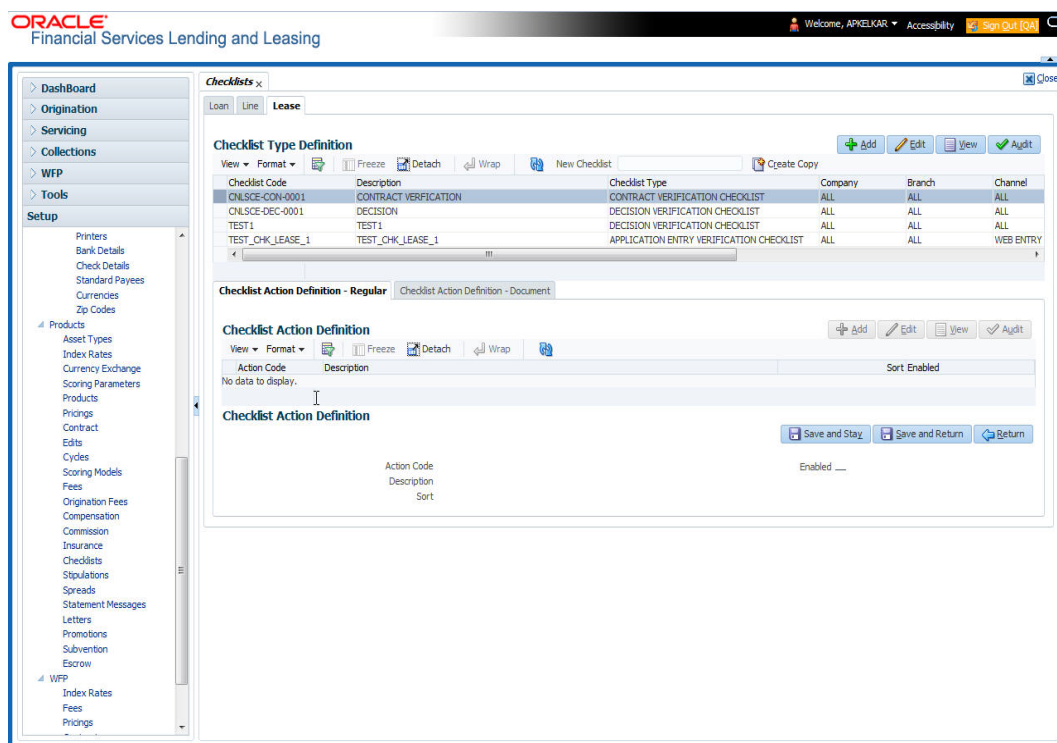 ORACLE®
Financial Services Lending and Leasing
Welcome, APKELKAR Accessibility Sign Out [QA]
DashBoard
Origination
Servicing
Collections
WFP
Tools
Setup
Printers
Bank Details
Check Details
Standard Payees
Currencies
Zip Codes
Products
Asset Types
Index Rates
Currency Exchange
Scoring Parameters
Products
Pricings
Contract
Edits
Cycles
Scoring Models
Fees
Origination Fees
Compensation
Commission
Insurance
Checklists
Stipulations
Spreads
Statement Messages
Letters
Promotions
Subvention
Escrow
WFP
Index Rates
Fees
Pricings
Checklists x
Close
Loan Line Lease
Checklist Type Definition
Add Edit View Audit
View Format Freeze Detach Wrap New Checklist Create Copy
Checklist Code Description Checklist Type Company Branch Channel
CNLSCE-CON-0001 CONTRACT VERFICATION CONTRACT VERIFICATION CHECKLIST ALL ALL ALL
CNLSCE-DEC-0001 DECISION DECISION VERIFICATION CHECKLIST ALL ALL ALL
TEST1 TEST1 DECISION VERIFICATION CHECKLIST ALL ALL ALL
TEST_CHK_LEASE_1 TEST_CHK_LEASE_1 APPLICATION ENTRY VERIFICATION CHECKLIST ALL ALL WEB ENTRY
Checklist Action Definition - Regular Checklist Action Definition - Document
Checklist Action Definition
Add Edit View Audit
View Format Freeze Detach Wrap
Action Code Description Sort Enabled
No data to display.
Checklist Action Definition
Save and Stay Save and Return Return
Action Code Enabled
Description
Sort